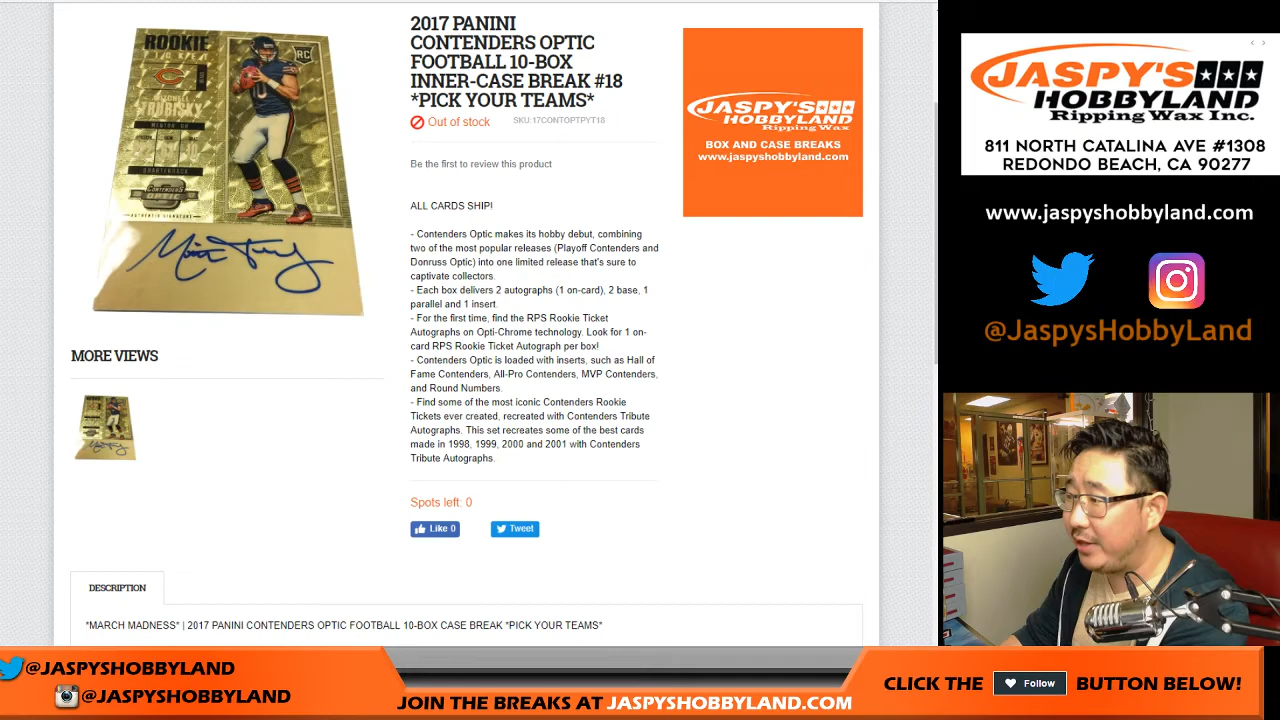 2017 PANINI
CONTENDERS OPTIC
FOOTBALL 10-BOX
INNER-CASE BREAK #18
*PICK YOUR TEAMS*
Out of stock
SKU:17CONTOPTPYT18
Be the first to review this product
ALL CARDS SHIP!
- Contenders Optic makes its hobby debut, combining
two of the most popular releases (Playoff Contenders and
Donruss Optic) into one limited release that's sure to
captivate collectors.
- Each box delivers 2 autographs (1 on-card), 2 base, 1
parallel and 1 insert.
- For the first time, find the RPS Rookie Ticket
Autographs on Opti-Chrome technology. Look for 1 on-
card RPS Rookie Ticket Autograph per box!
- Contenders Optic is loaded with inserts, such as Hall of
Fame Contenders, All-Pro Contenders, MVP Contenders,
and Round Numbers.
- Find some of the most iconic Contenders Rookie
Tickets ever created, recreated with Contenders Tribute
Autographs. This set recreates some of the best cards
made in 1998, 1999, 2000 and 2001 with Contenders
Tribute Autographs.
Spots left: 0
Like 0
Tweet
ROOKIE
TICKET
RC
MITCHELL
TRUBISKY
QUARTERBACK
CONTENDERS
OPTIC
AUTHENTIC SIGNATURE
MORE VIEWS
DESCRIPTION
*MARCH MADNESS* | 2017 PANINI CONTENDERS OPTIC FOOTBALL 10-BOX CASE BREAK *PICK YOUR TEAMS*
JASPY'S
HOBBYLAND
Ripping Wax
BOX AND CASE BREAKS
www.jaspyshobbyland.com
JASPY'S
HOBBYLAND
Ripping Wax Inc.
811 NORTH CATALINA AVE #1308
REDONDO BEACH, CA 90277
www.jaspyshobbyland.com
@JaspysHobbyLand
@JASPYSHOBBYLAND
@JASPYSHOBBYLAND
JOIN THE BREAKS AT JASPYSHOBBYLAND.COM
CLICK THE Follow BUTTON BELOW!